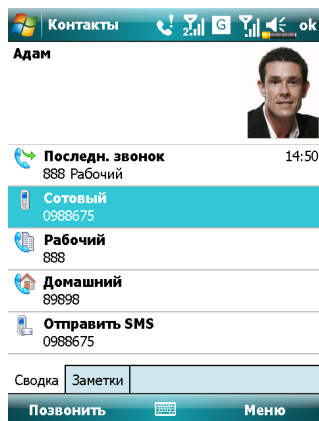 Контакты 2 G ok
Адам
Последн. звонок 14:50
888 Рабочий
Сотовый
0988675
Рабочий
888
Домашний
89898
Отправить SMS
0988675
Сводка Заметки
Позвонить Меню